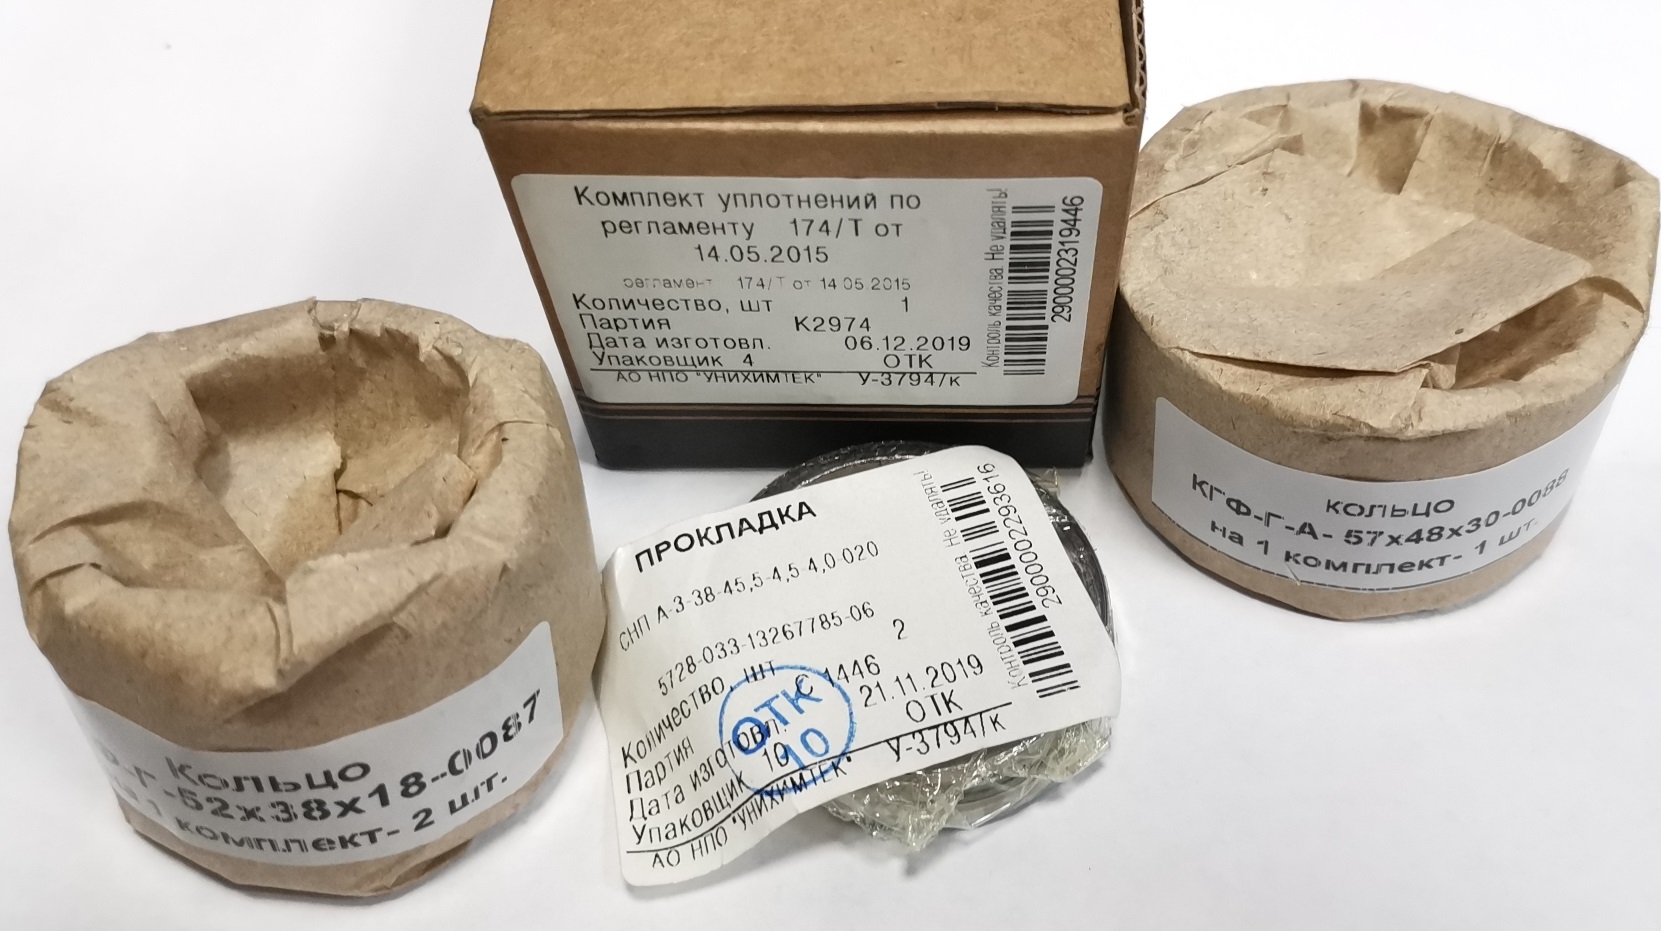 Комплект уплотнений по
регламенту 174/Т от
14.05.2015
регламент 174/Т от 14 05.2015
Количество, шт 1
Партия К2974
Дата изготовл. 06.12.2019
Упаковщик 4 ОТК
АО НПО "УНИХИМТЕК" У-3794/к
Контроль качества. Не удалять!
2900002319446
кольцо
КГФ-Г-А- 57х48х30-0088
на 1 комплект- 1 шт.
ПРОКЛАДКА
СНП А-3-38-45,5-4,5-4,0-020
5728-033-13267785-06
Количество, шт 2
Партия С 1446
Дата изготовл. 21.11.2019
Упаковщик 10 ОТК
АО НПО "УНИХИМТЕК" У-3794/к
Контроль качества. Не удалять!
2900002293616
ОТК
10
Кольцо
-52х38х18-0087
1 комплект- 2 шт.